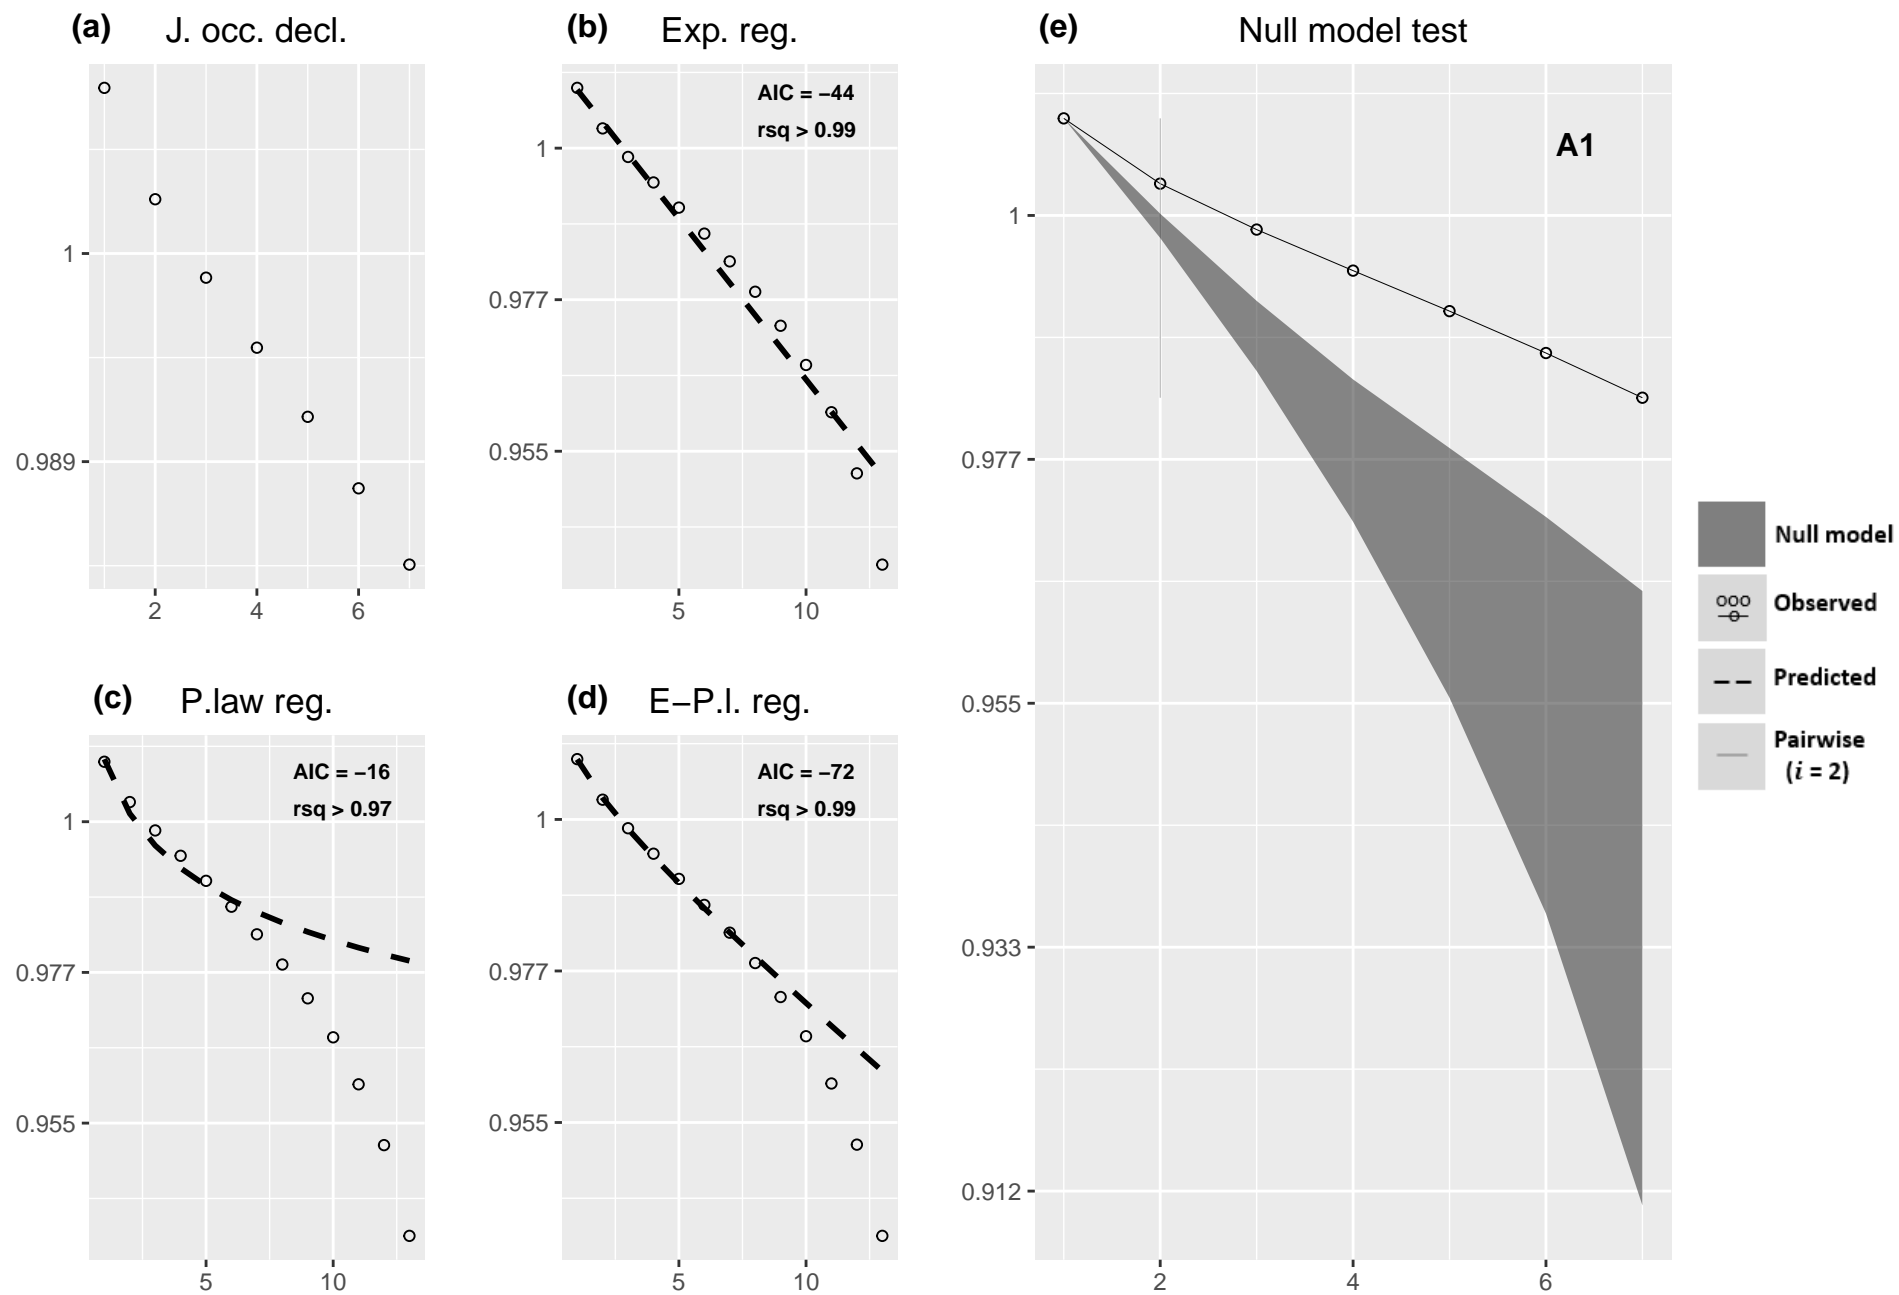 (a) J. occ. decl.
1
0.989
2 4 6
(b) Exp. reg.
AIC = −44
rsq > 0.99
1
0.977
0.955
5 10
(c) P.law reg.
AIC = −16
rsq > 0.97
1
0.977
0.955
5 10
(d) E−P.l. reg.
AIC = −72
rsq > 0.99
1
0.977
0.955
5 10
(e) Null model test
A1
1
0.977
0.955
0.933
0.912
2 4 6
Null model
Observed
Predicted
Pairwise
(i = 2)